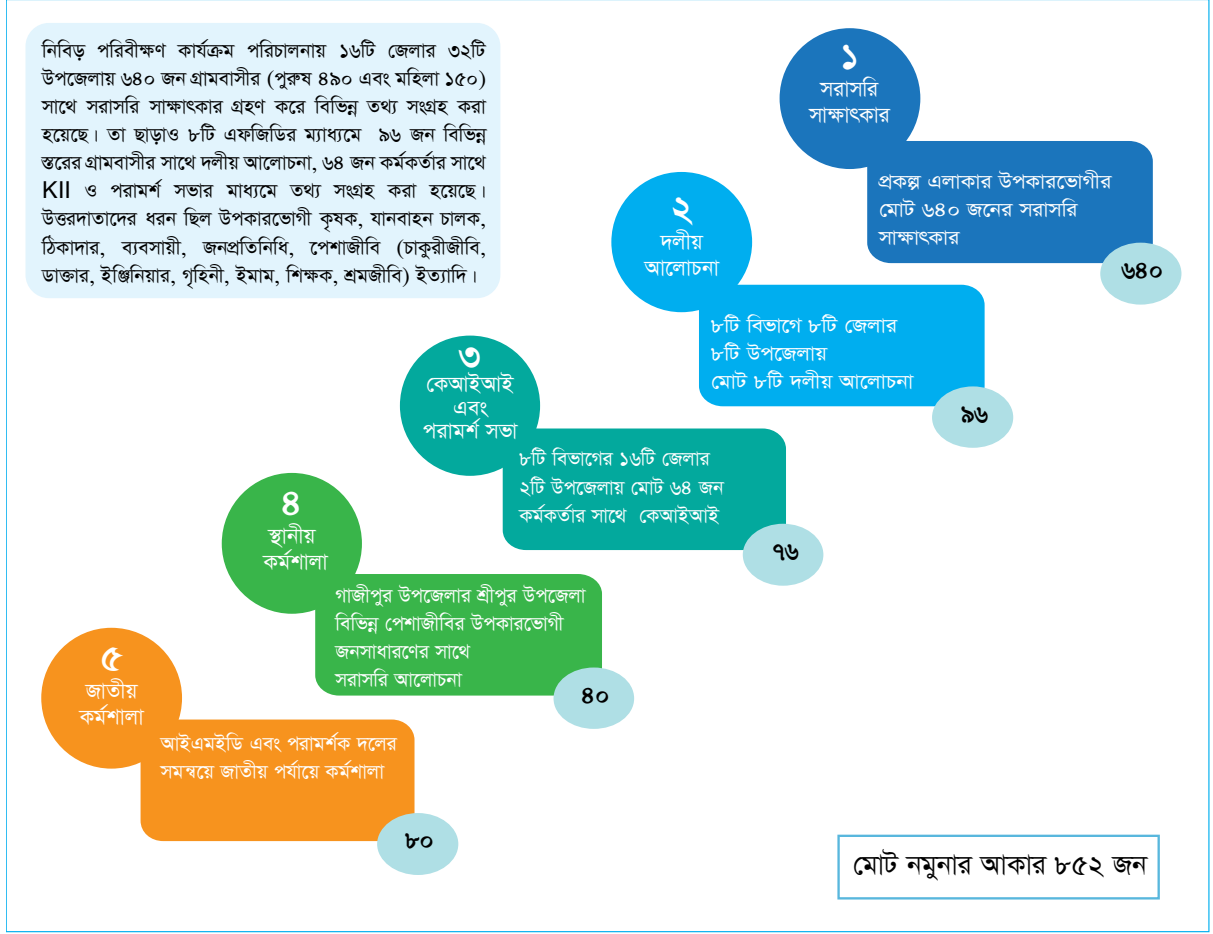 নিবিড় পরিবীক্ষণ কার্যক্রম পরিচালনায় ১৬টি জেলার ৩২টি
উপজেলায় ৬৪০ জন গ্রামবাসীর (পুরুষ ৪৯০ এবং মহিলা ১৫০)
সাথে সরাসরি সাক্ষাৎকার গ্রহণ করে বিভিন্ন তথ্য সংগ্রহ করা
হয়েছে। তা ছাড়াও ৮টি এফজিডির ম্যাধ্যমে ৯৬ জন বিভিন্ন
স্তরের গ্রামবাসীর সাথে দলীয় আলোচনা, ৬৪ জন কর্মকর্তার সাথে
KII ও পরামর্শ সভার মাধ্যমে তথ্য সংগ্রহ করা হয়েছে।
উত্তরদাতাদের ধরন ছিল উপকারভোগী কৃষক, যানবাহন চালক,
ঠিকাদার, ব্যবসায়ী, জনপ্রতিনিধি, পেশাজীবি (চাকুরীজীবি,
ডাক্তার, ইঞ্জিনিয়ার, গৃহিনী, ইমাম, শিক্ষক, শ্রমজীবি) ইত্যাদি।
১
সরাসরি
সাক্ষাৎকার
প্রকল্প এলাকার উপকারভোগীর
মোট ৬৪০ জনের সরাসরি
সাক্ষাৎকার
৬৪০
২
দলীয়
আলোচনা
৮টি বিভাগে ৮টি জেলার
৮টি উপজেলায়
মোট ৮টি দলীয় আলোচনা
৯৬
৩
কেআইআই
এবং
পরামর্শ সভা
৮টি বিভাগের ১৬টি জেলার
২টি উপজেলায় মোট ৬৪ জন
কর্মকর্তার সাথে কেআইআই
৭৬
৪
স্থানীয়
কর্মশালা
গাজীপুর উপজেলার শ্রীপুর উপজেলা
বিভিন্ন পেশাজীবির উপকারভোগী
জনসাধারণের সাথে
সরাসরি আলোচনা
৪০
৫
জাতীয়
কর্মশালা
আইএমইডি এবং পরামর্শক দলের
সমন্বয়ে জাতীয় পর্যায়ে কর্মশালা
৮০
মোট নমুনার আকার ৮৫২ জন